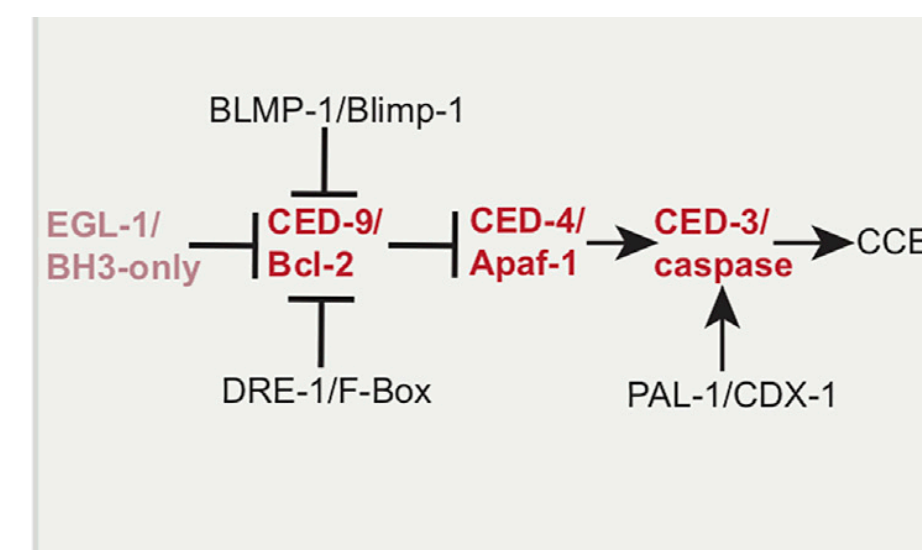 BLMP-1/Blimp-1
EGL-1/
BH3-only
CED-9/
Bcl-2
CED-4/
Apaf-1
CED-3/
caspase
CCE
DRE-1/F-Box
PAL-1/CDX-1